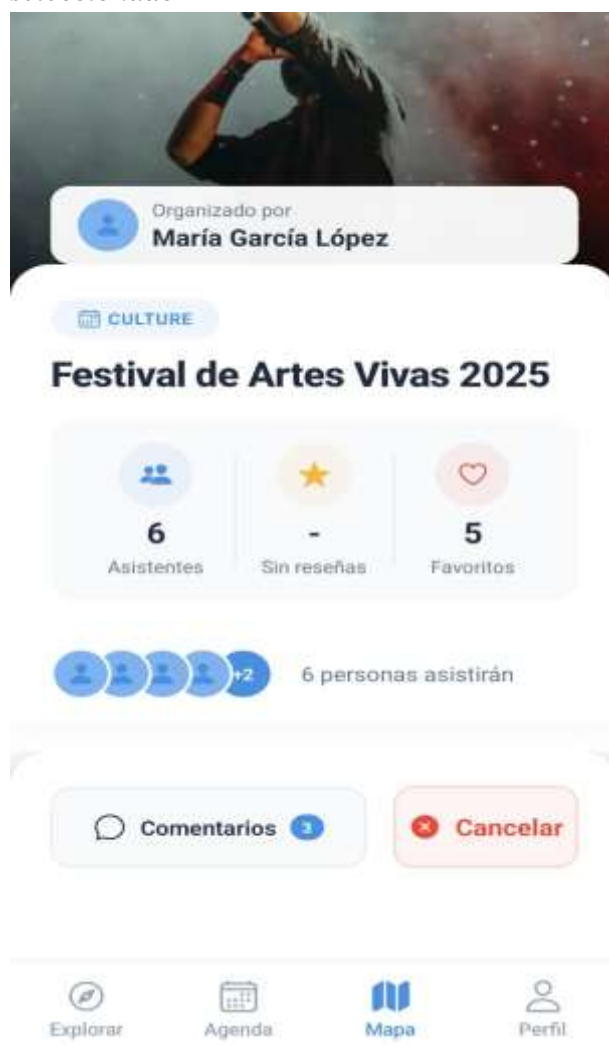 Organizado por
María García López
CULTURE
Festival de Artes Vivas 2025
6 - 5
Asistentes Sin reseñas Favoritos
+2 6 personas asistirán
Comentarios 3 Cancelar
Explorar Agenda Mapa Perfil